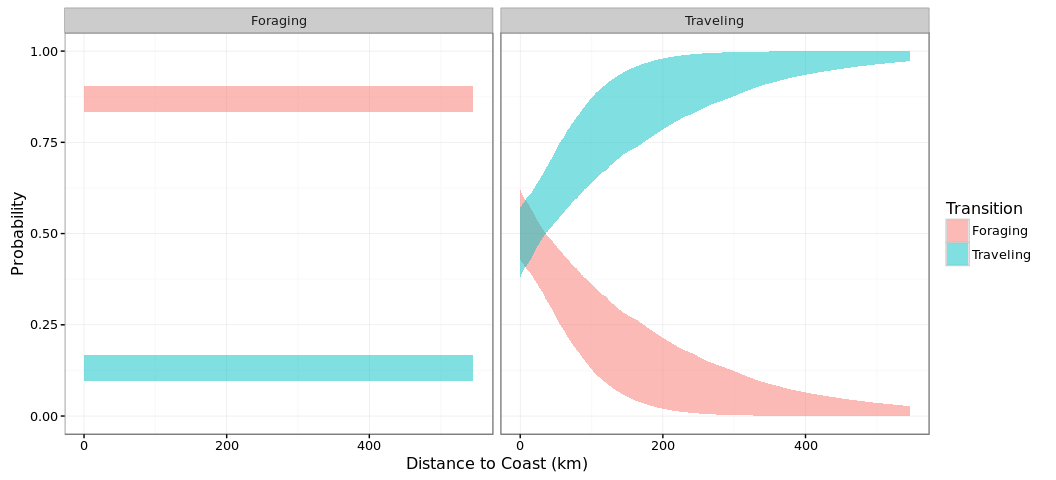 Foraging
Traveling
1.00
0.75
0.50
0.25
0.00
Probability
0
200
400
0
200
400
Distance to Coast (km)
Transition
Foraging
Traveling